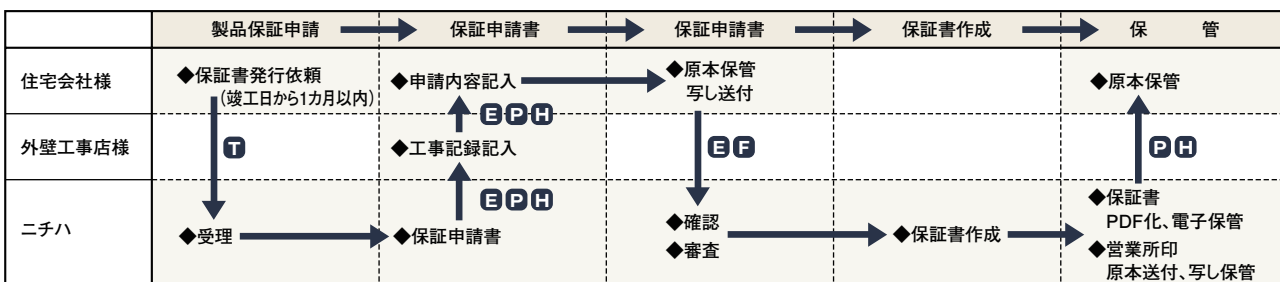 製品保証申請 保証申請書 保証申請書 保証書作成 保 管
住宅会社様
◆保証書発行依頼
(竣工日から1カ月以内)
◆申請内容記入
◆原本保管
写し送付
◆原本保管
E P H
外壁工事店様
T
◆工事記録記入
E F
P H
E P H
ニチハ
◆受理
◆保証申請書
◆確認
◆審査
◆保証書作成
◆保証書
PDF化、電子保管
◆営業所印
原本送付、写し保管